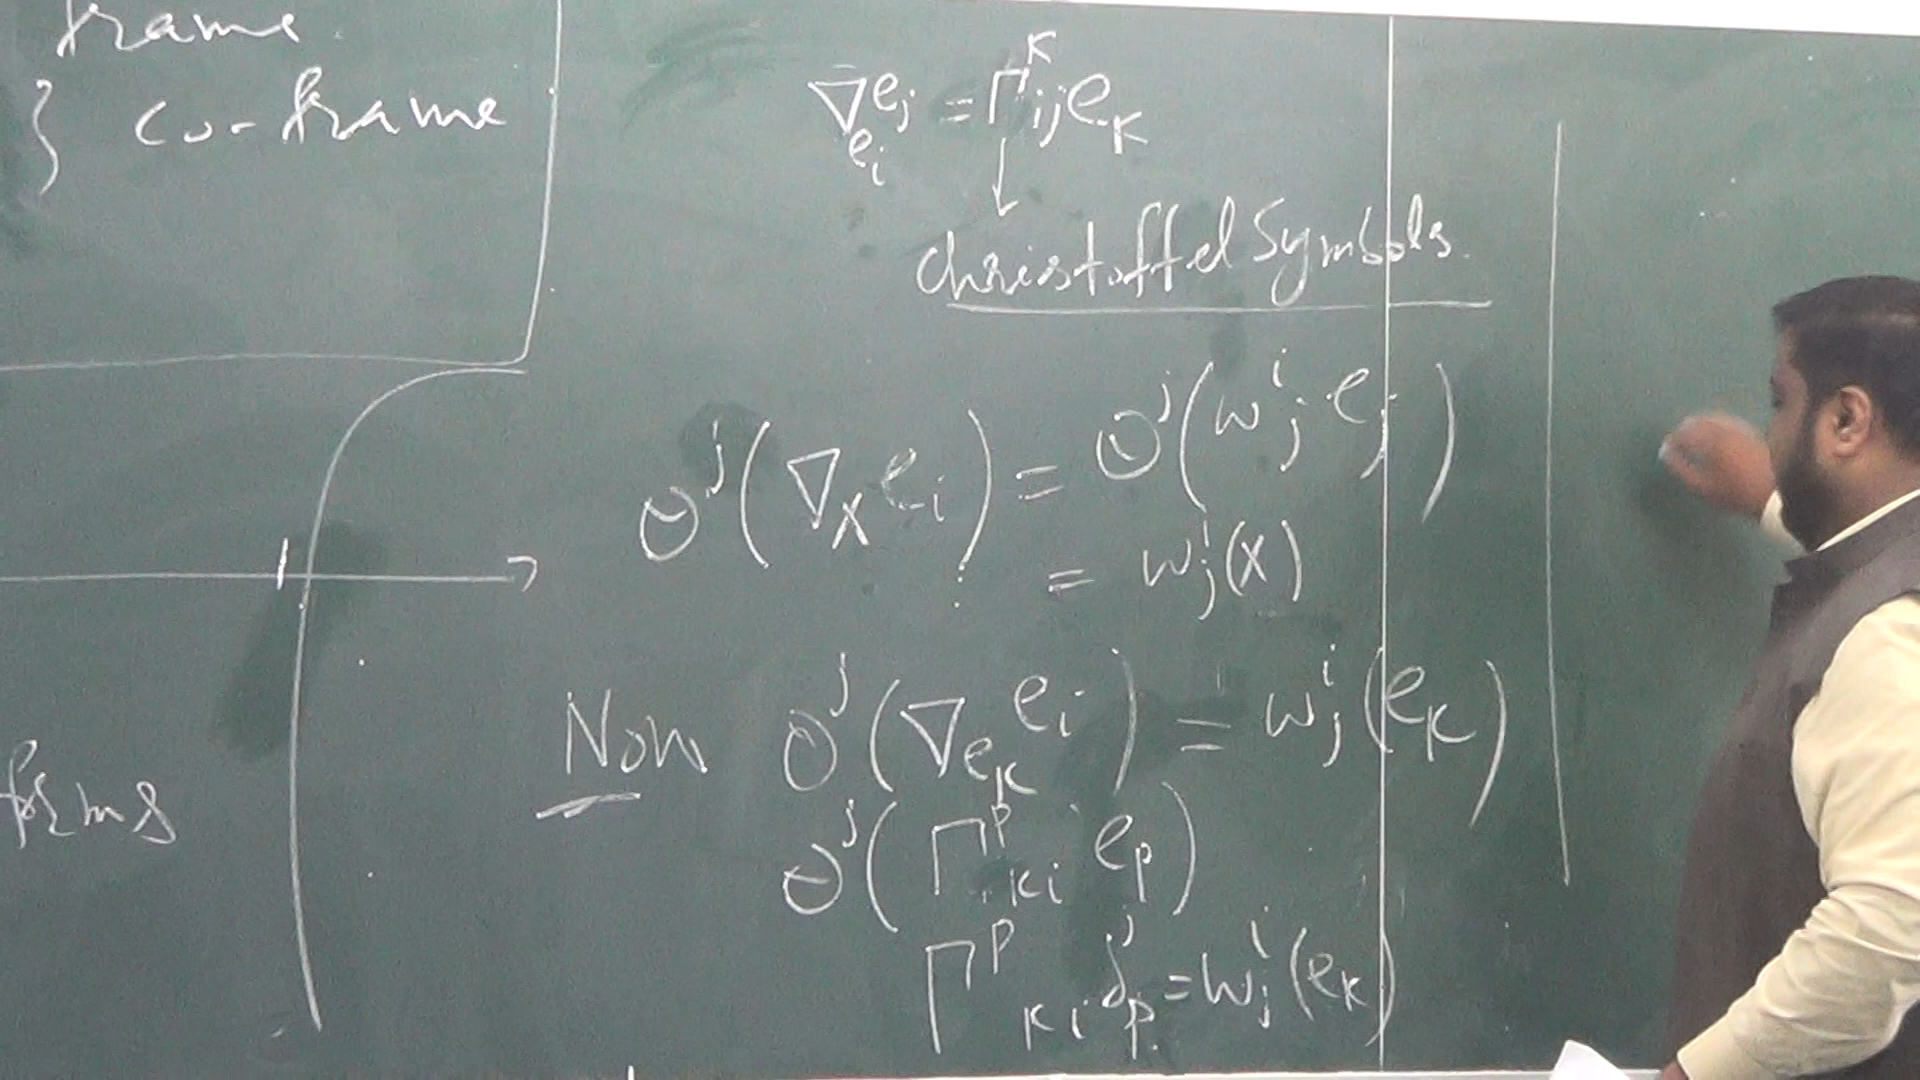 frame.
} co-frame
forms
∇_{e_i} e_j = Γ^K_{ij} e_K
↓
Christoffel Symbols.
Θ^j(∇_X e_i) = Θ^j(w^i_j e_j)
= w^i_j(X)
Now Θ^j(∇_{e_K} e_i) = w^i_j(e_K)
Θ^j(Γ^P_{Ki} e_P)
Γ^P_{Ki} δ^j_P = w^i_j(e_K)